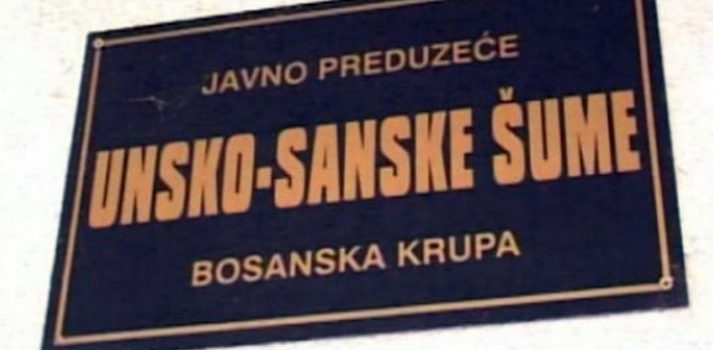 JAVNO PREDUZEĆE
UNSKO-SANSKE ŠUME
BOSANSKA KRUPA